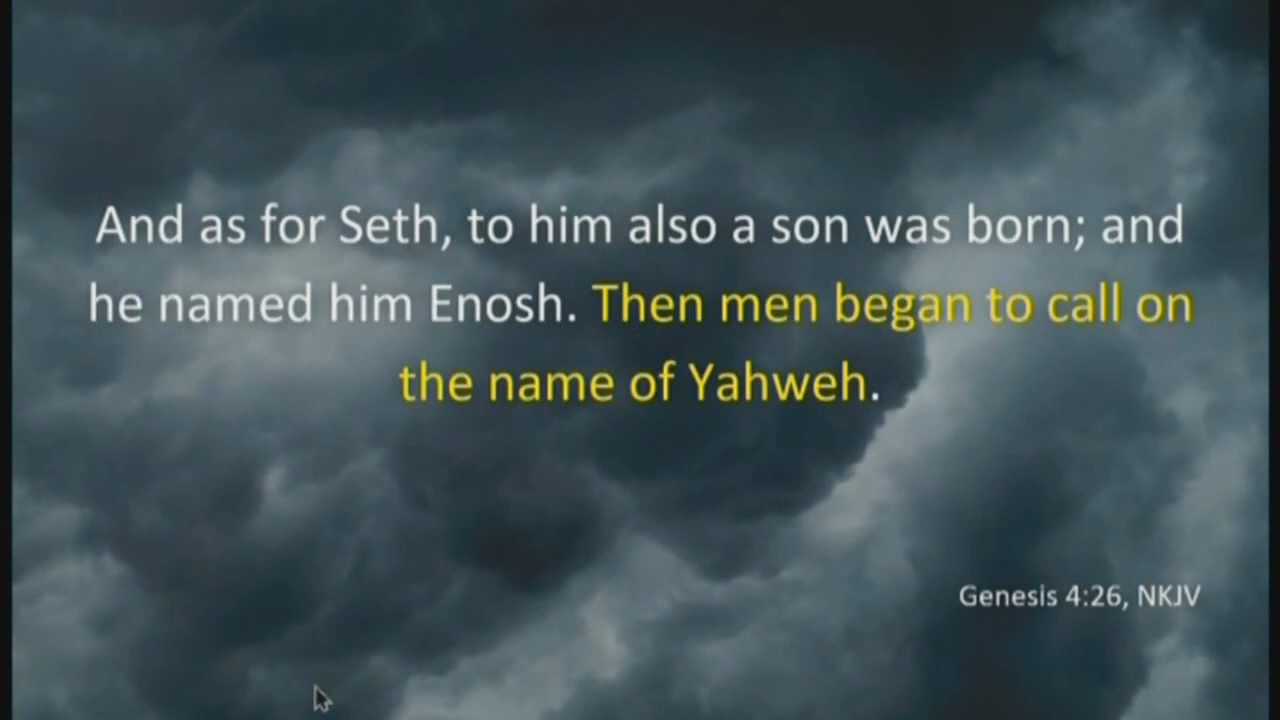 And as for Seth, to him also a son was born; and
he named him Enosh. Then men began to call on
the name of Yahweh.
Genesis 4:26, NKJV